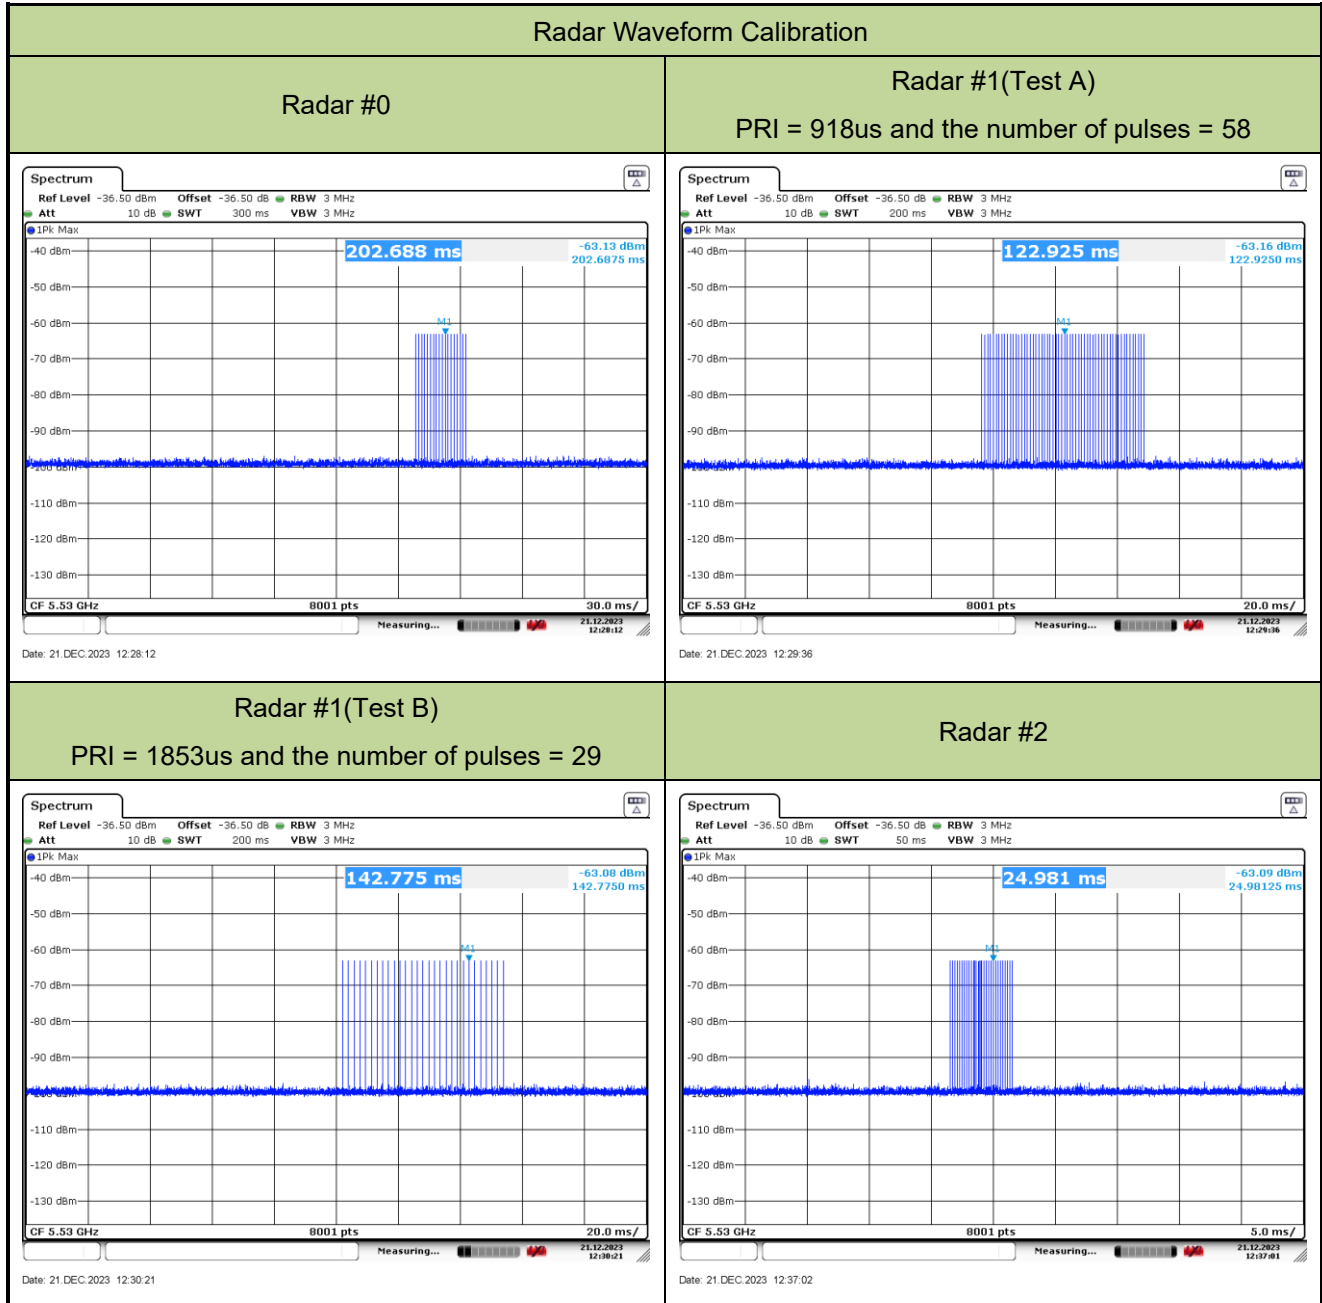 Radar Waveform Calibration
Radar #0
Radar #1(Test A)
PRI = 918us and the number of pulses = 58
Spectrum
Ref Level -36.50 dBm Offset -36.50 dB RBW 3 MHz
Att 10 dB SWT 300 ms VBW 3 MHz
1Pk Max
202.688 ms
-63.13 dBm
202.6875 ms
M1
-40 dBm
-50 dBm
-60 dBm
-70 dBm
-80 dBm
-90 dBm
-100 dBm
-110 dBm
-120 dBm
-130 dBm
CF 5.53 GHz 8001 pts 30.0 ms/
Measuring...
21.12.2023
12:28:12
Date: 21.DEC.2023 12:28:12
Spectrum
Ref Level -36.50 dBm Offset -36.50 dB RBW 3 MHz
Att 10 dB SWT 200 ms VBW 3 MHz
1Pk Max
122.925 ms
-63.16 dBm
122.9250 ms
M1
-40 dBm
-50 dBm
-60 dBm
-70 dBm
-80 dBm
-90 dBm
-100 dBm
-110 dBm
-120 dBm
-130 dBm
CF 5.53 GHz 8001 pts 20.0 ms/
Measuring...
21.12.2023
12:29:36
Date: 21.DEC.2023 12:29:36
Radar #1(Test B)
PRI = 1853us and the number of pulses = 29
Radar #2
Spectrum
Ref Level -36.50 dBm Offset -36.50 dB RBW 3 MHz
Att 10 dB SWT 200 ms VBW 3 MHz
1Pk Max
142.775 ms
-63.08 dBm
142.7750 ms
M1
-40 dBm
-50 dBm
-60 dBm
-70 dBm
-80 dBm
-90 dBm
-100 dBm
-110 dBm
-120 dBm
-130 dBm
CF 5.53 GHz 8001 pts 20.0 ms/
Measuring...
21.12.2023
12:30:21
Date: 21.DEC.2023 12:30:21
Spectrum
Ref Level -36.50 dBm Offset -36.50 dB RBW 3 MHz
Att 10 dB SWT 50 ms VBW 3 MHz
1Pk Max
24.981 ms
-63.09 dBm
24.98125 ms
M1
-40 dBm
-50 dBm
-60 dBm
-70 dBm
-80 dBm
-90 dBm
-100 dBm
-110 dBm
-120 dBm
-130 dBm
CF 5.53 GHz 8001 pts 5.0 ms/
Measuring...
21.12.2023
12:37:01
Date: 21.DEC.2023 12:37:02